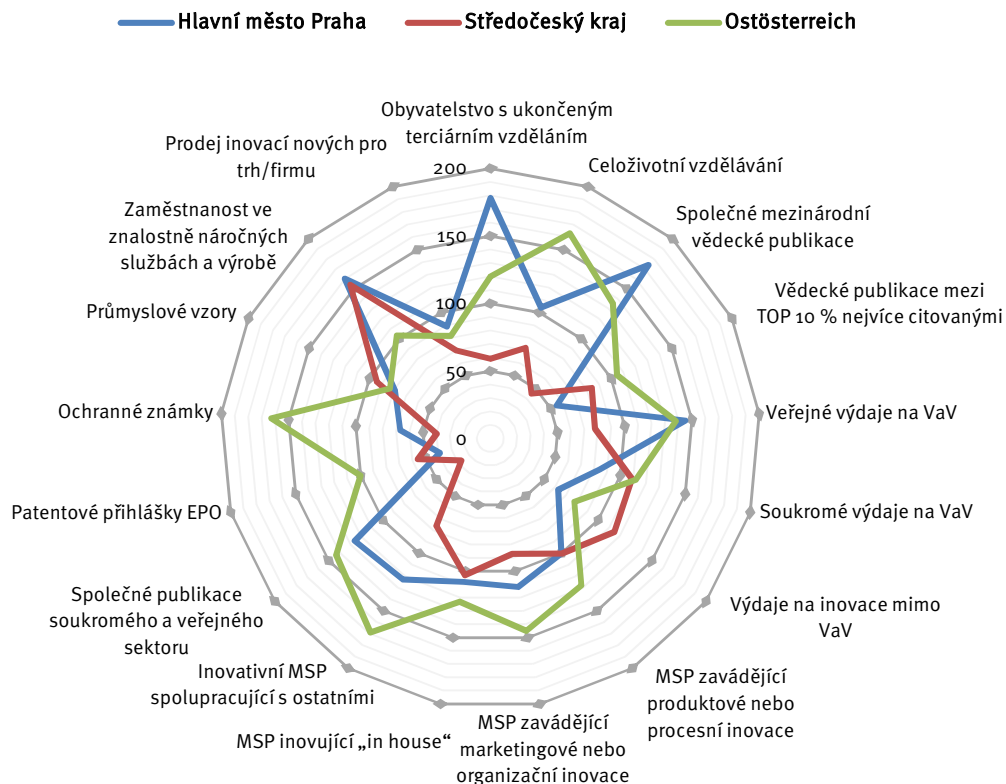 Hlavní město Praha
Středočeský kraj
Ostösterreich
Obyvatelstvo s ukončeným
terciárním vzděláním
Celoživotní vzdělávání
Společné mezinárodní
vědecké publikace
Vědecké publikace mezi
TOP 10 % nejvíce citovanými
Veřejné výdaje na VaV
Soukromé výdaje na VaV
Výdaje na inovace mimo
VaV
MSP zavádějící
produktové nebo
procesní inovace
MSP zavádějící
marketingové nebo
organizační inovace
MSP inovující „in house“
Inovativní MSP
spolupracující s ostatními
Společné publikace
soukromého a veřejného
sektoru
Patentové přihlášky EPO
Ochranné známky
Průmyslové vzory
Zaměstnanost ve
znalostně náročných
službách a výrobě
Prodej inovací nových pro
trh/firmu
200
150
100
50
0